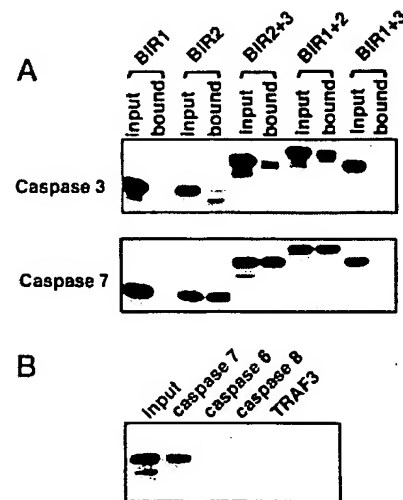 A
BIR1 BIR2 BIR2+3 BIR1+2 BIR1+3
input bound Input bound Input bound Input bound Input bound
Caspase 3
Caspase 7
B
Input caspase 7 caspase 6 caspase 8 TRAF3